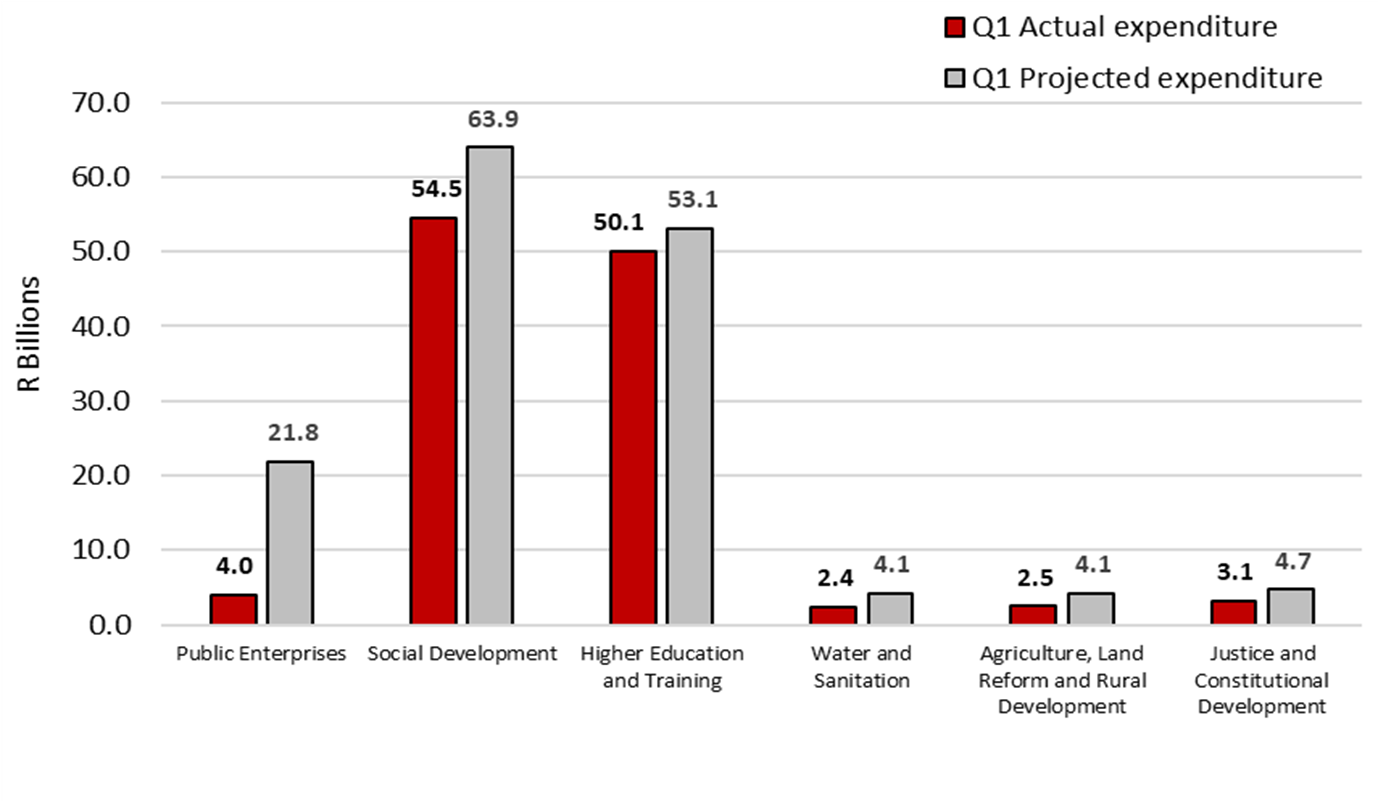 Q1 Actual expenditure
Q1 Projected expenditure
R Billions
70.0
60.0
50.0
40.0
30.0
20.0
10.0
0.0
4.0
21.8
54.5
63.9
50.1
53.1
2.4
4.1
2.5
4.1
3.1
4.7
Public Enterprises
Social Development
Higher Education
and Training
Water and
Sanitation
Agriculture, Land
Reform and Rural
Development
Justice and
Constitutional
Development